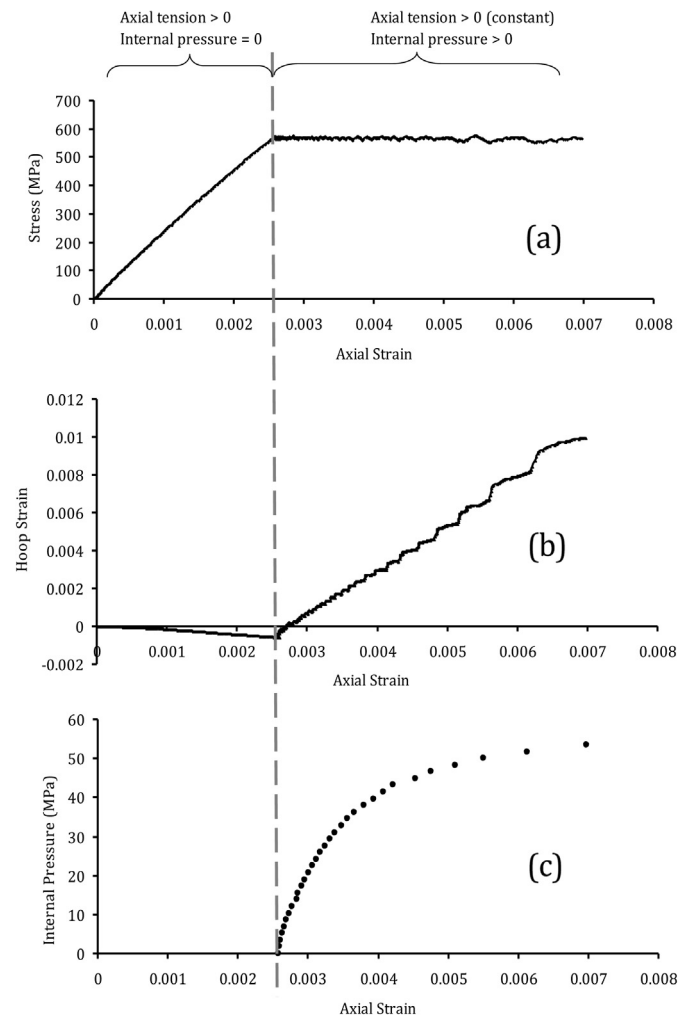 Axial tension > 0
Internal pressure = 0
Axial tension > 0 (constant)
Internal pressure > 0
700
600
500
400
300
200
100
0
Stress (MPa)
(a)
0 0.001 0.002 0.003 0.004 0.005 0.006 0.007 0.008
Axial Strain
0.012
0.01
0.008
0.006
0.004
0.002
0
-0.002
Hoop Strain
(b)
0 0.001 0.002 0.003 0.004 0.005 0.006 0.007 0.008
Axial Strain
60
50
40
30
20
10
0
Internal Pressure (MPa)
(c)
0 0.001 0.002 0.003 0.004 0.005 0.006 0.007 0.008
Axial Strain